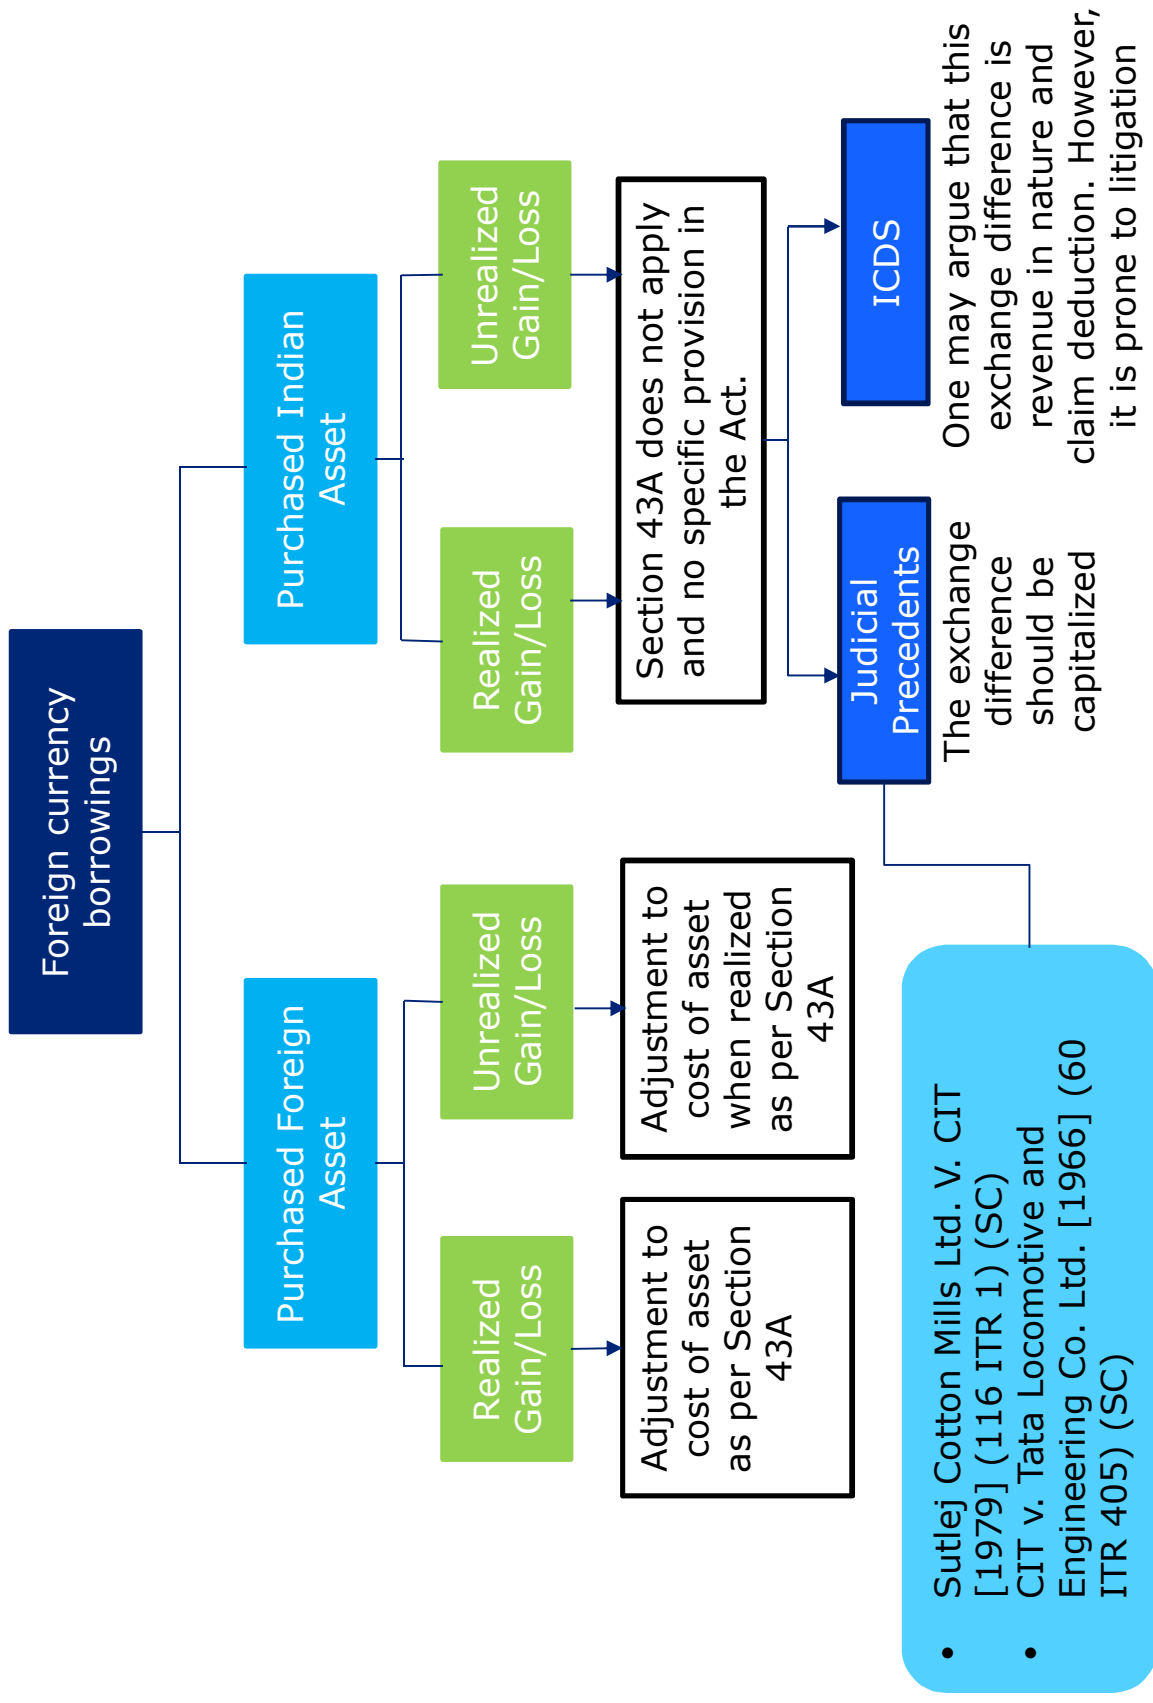 Foreign currency
borrowings
Purchased Foreign
Asset
Purchased Indian
Asset
Realized
Gain/Loss
Unrealized
Gain/Loss
Realized
Gain/Loss
Unrealized
Gain/Loss
Adjustment to
cost of asset
as per Section
43A
Adjustment to
cost of asset
when realized
as per Section
43A
Section 43A does not apply
and no specific provision in
the Act.
Judicial
Precedents
ICDS
The exchange
difference
should be
capitalized
One may argue that this
exchange difference is
revenue in nature and
claim deduction. However,
it is prone to litigation
• Sutlej Cotton Mills Ltd. V. CIT
[1979] (116 ITR 1) (SC)
• CIT v. Tata Locomotive and
Engineering Co. Ltd. [1966] (60
ITR 405) (SC)